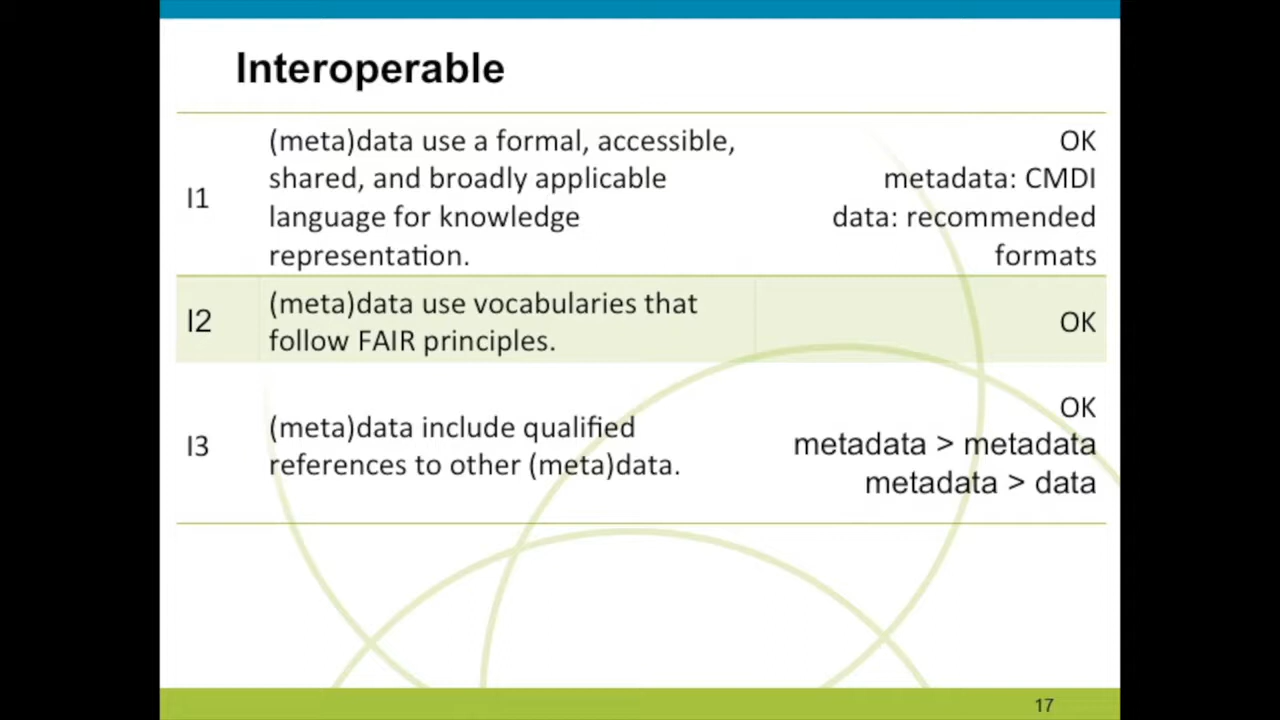 Interoperable
I1
(meta)data use a formal, accessible,
shared, and broadly applicable
language for knowledge
representation.
OK
metadata: CMDI
data: recommended
formats
I2
(meta)data use vocabularies that
follow FAIR principles.
OK
I3
(meta)data include qualified
references to other (meta)data.
OK
metadata > metadata
metadata > data
17